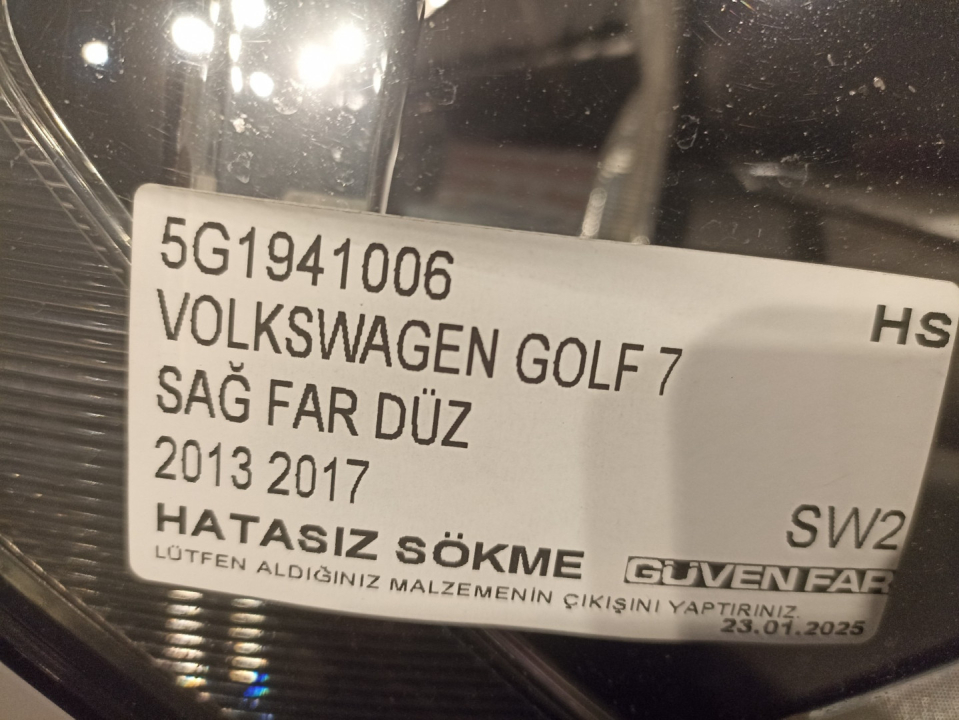 5G1941006
HS
VOLKSWAGEN GOLF 7
SAĞ FAR DÜZ
2013 2017
SW2
HATASIZ SÖKME
GÜVEN FAR
LÜTFEN ALDIĞINIZ MALZEMENİN ÇIKIŞINI YAPTIRINIZ.
23.01.2025